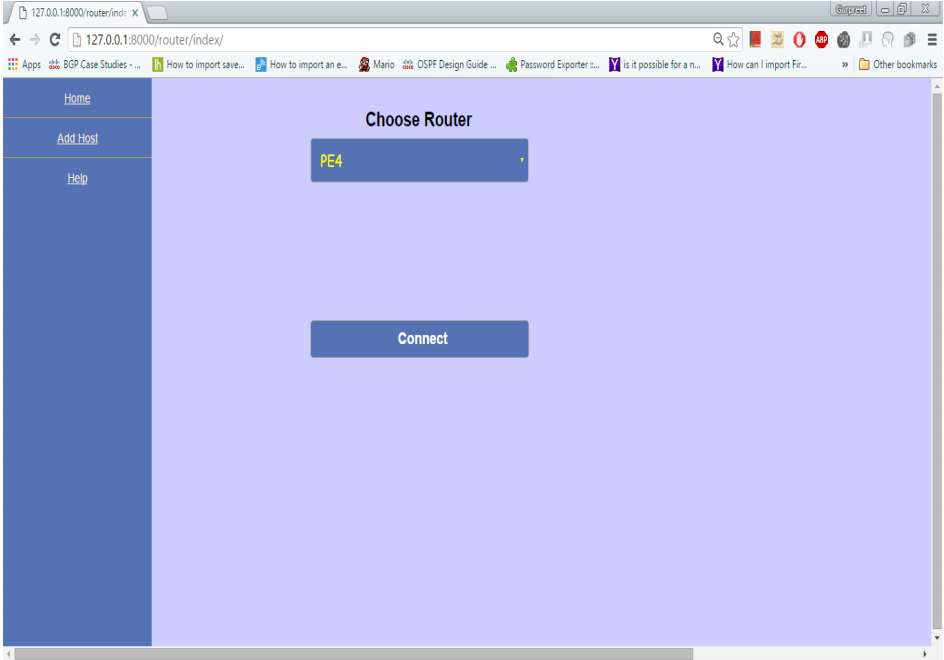 127.0.0.1:8000/router/inde
Gurpreet
127.0.0.1:8000/router/index/
Apps BGP Case Studies - ... How to import save... How to import an e... Mario OSPF Design Guide ... Password Exporter ::... is it possible for a n... How can I import Fir... » Other bookmarks
Home
Choose Router
Add Host
PE4
Help
Connect